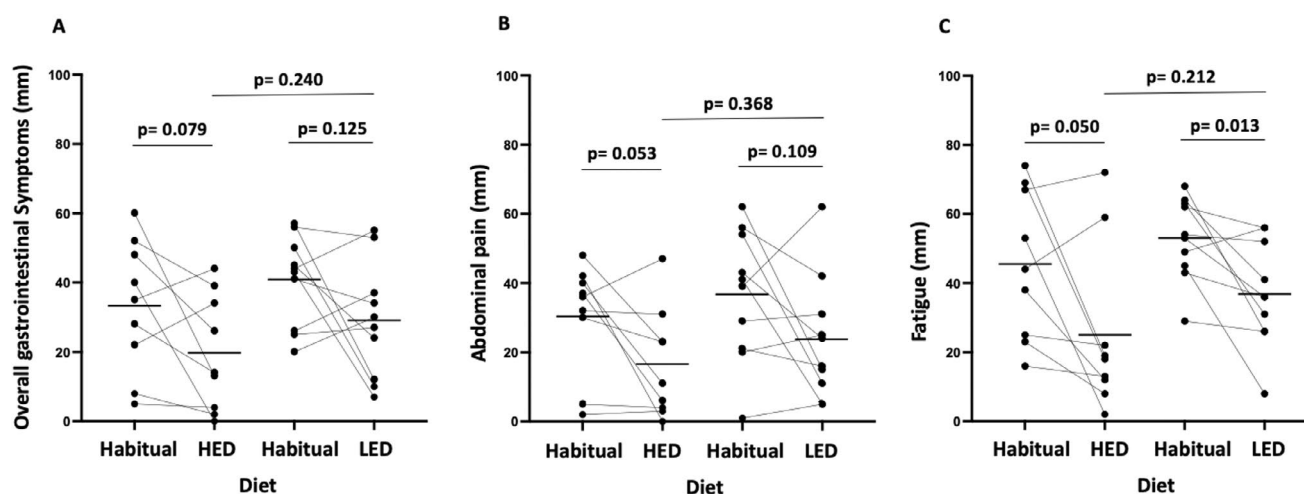 A
Overall gastrointestinal Symptoms (mm)
100
80
60
40
20
0
p= 0.240
p= 0.079
p= 0.125
Habitual HED Habitual LED
Diet
B
Abdominal pain (mm)
100
80
60
40
20
0
p= 0.368
p= 0.053
p= 0.109
Habitual HED Habitual LED
Diet
C
Fatigue (mm)
100
80
60
40
20
0
p= 0.212
p= 0.050
p= 0.013
Habitual HED Habitual LED
Diet